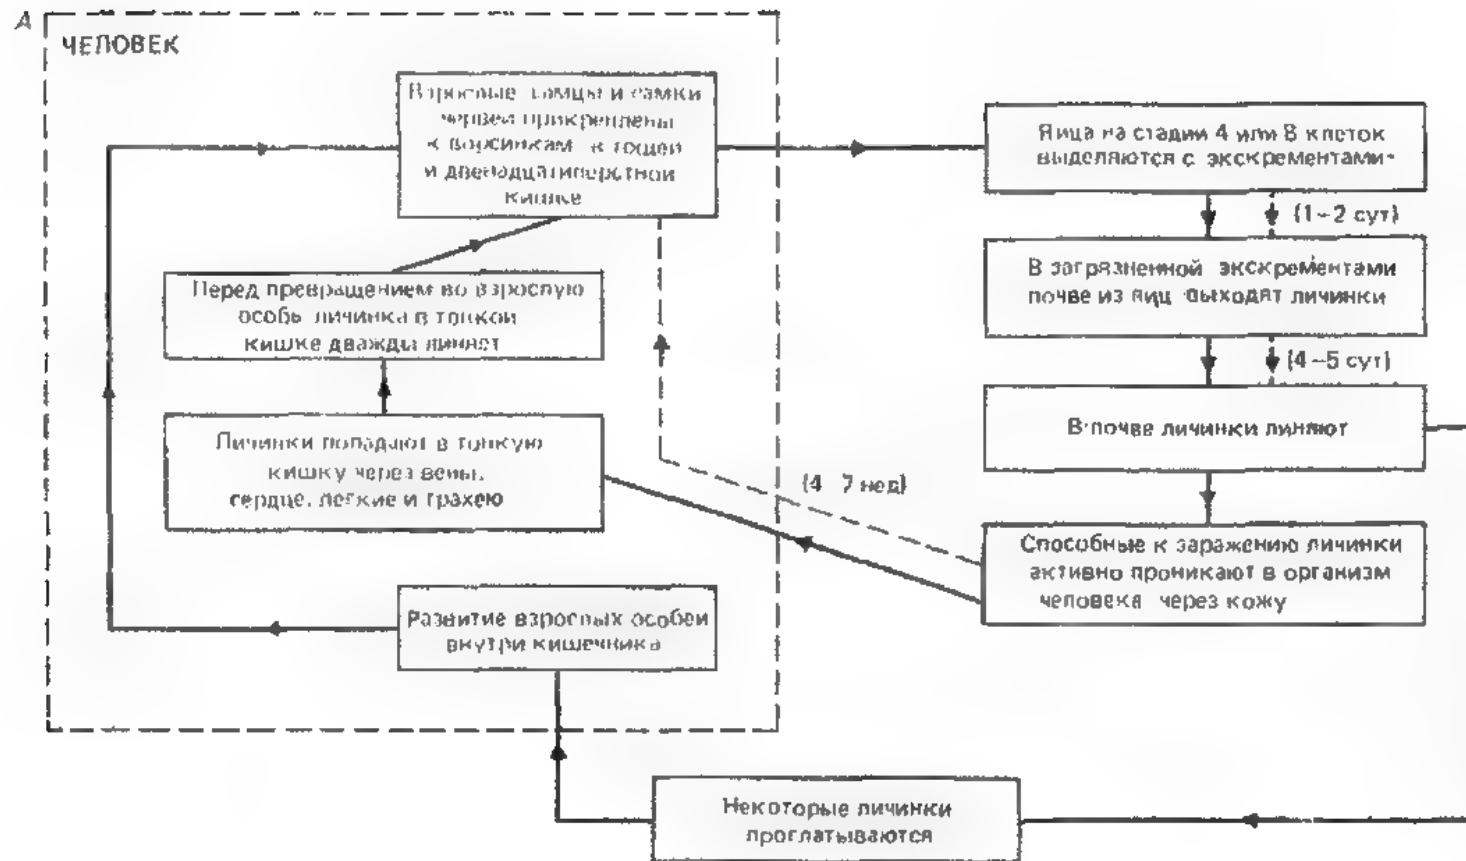 А
ЧЕЛОВЕК
Взрослые самцы и самки
червей прикреплены
к ворсинкам в тощей
и двенадцатиперстной
кишке
Яйца на стадии 4 или 8 клеток
выделяются с экскрементами·
(1–2 сут)
В загрязненной экскрементами
почве из яиц выходят личинки
Перед превращением во взрослую
особь личинка в тонкой
кишке дважды линяет
(4–5 сут)
В почве личинки линяют
Личинки попадают в тонкую
кишку через вены,
сердце, легкие и трахею
(4 7 нед)
Способные к заражению личинки
активно проникают в организм
человека через кожу
Развитие взрослых особей
внутри кишечника
Некоторые личинки
проглатываются